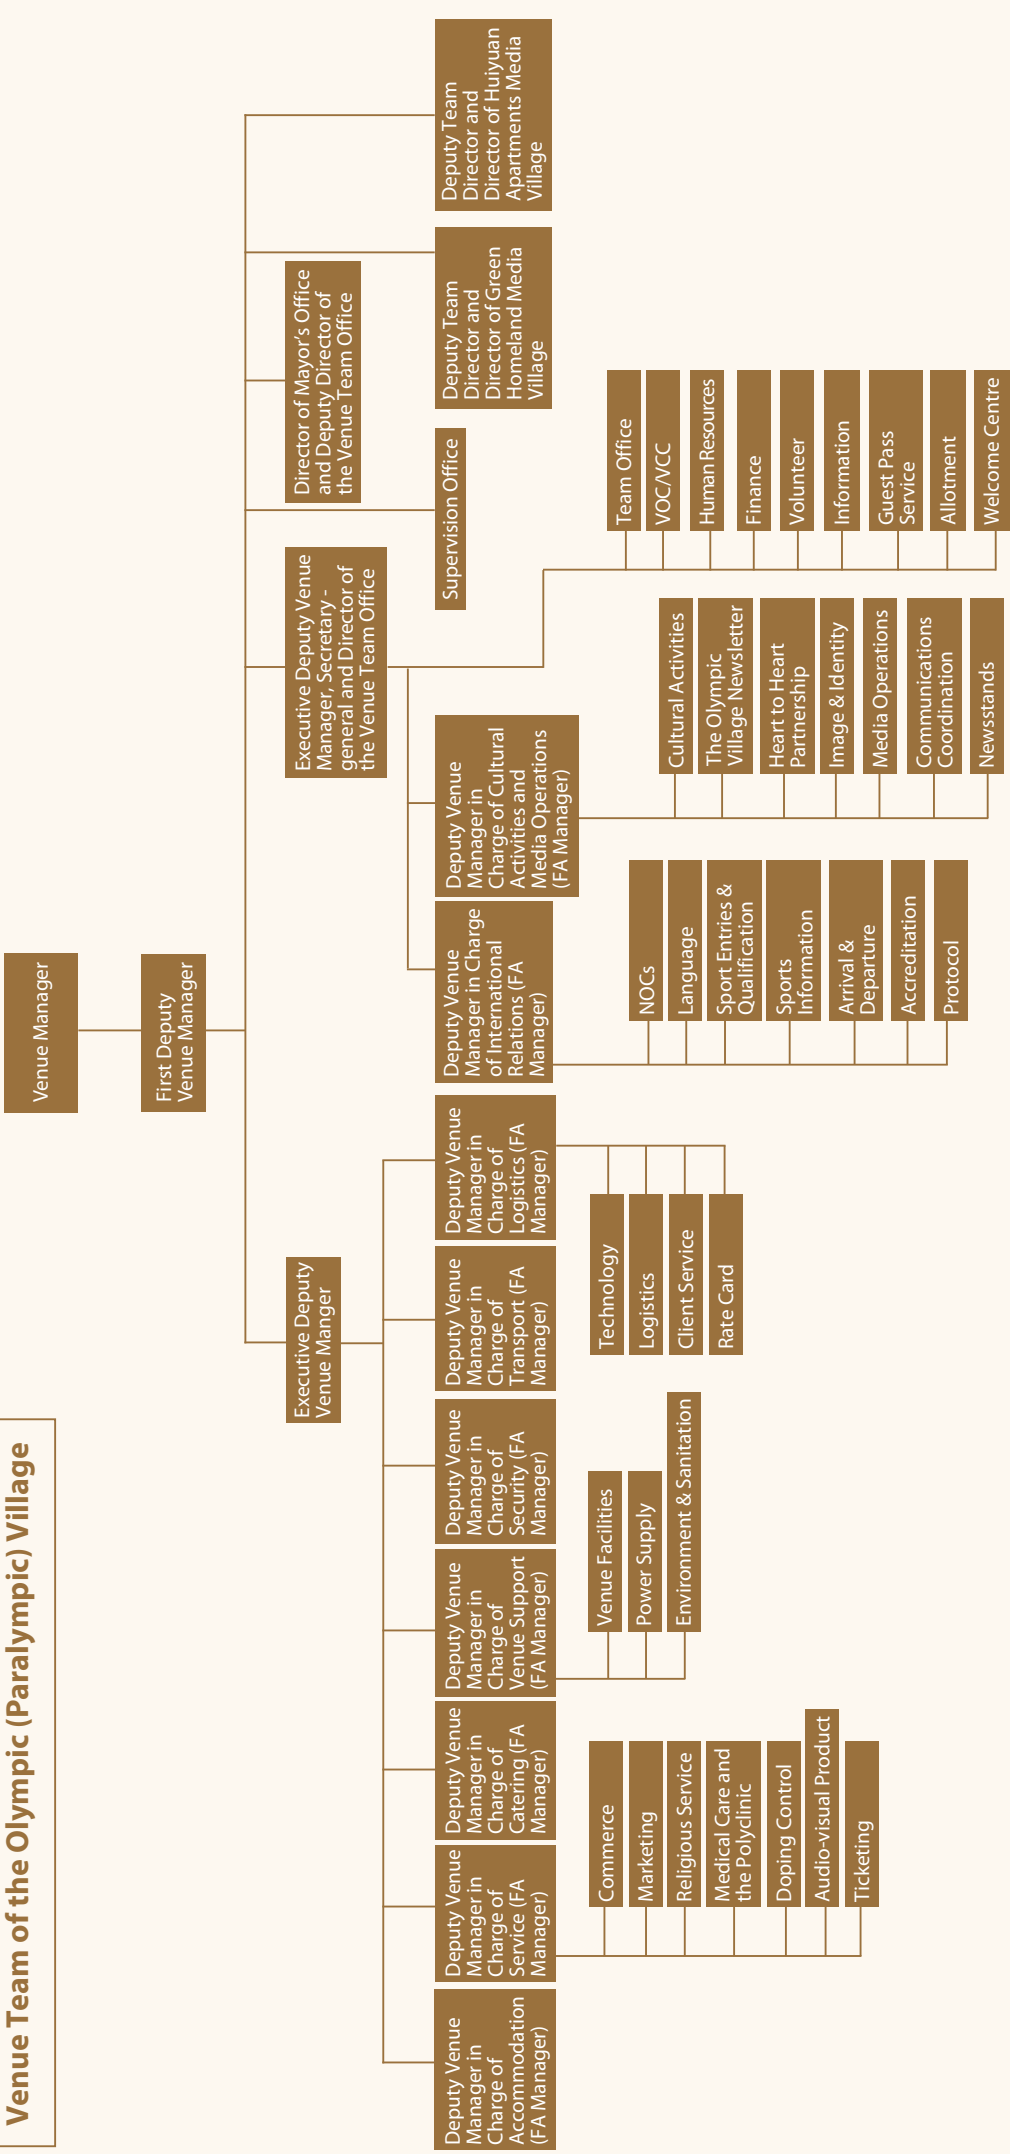 Venue Team of the Olympic (Paralympic) Village
Venue Manager
First Deputy
Venue Manager
Executive Deputy
Venue Manger
Executive Deputy Venue
Manager, Secretary -
general and Director of
the Venue Team Office
Director of Mayor's Office
and Deputy Director of
the Venue Team Office
Deputy Venue
Manager in
Charge of
Accommodation
(FA Manager)
Deputy Venue
Manager in
Charge of
Service (FA
Manager)
Deputy Venue
Manager in
Charge of
Catering (FA
Manager)
Deputy Venue
Manager in
Charge of
Venue Support
(FA Manager)
Deputy Venue
Manager in
Charge of
Security (FA
Manager)
Deputy Venue
Manager in
Charge of
Transport (FA
Manager)
Deputy Venue
Manager in
Charge of
Logistics (FA
Manager)
Deputy Venue
Manager in Charge
of International
Relations (FA
Manager)
Deputy Venue
Manager in
Charge of Cultural
Activities and
Media Operations
(FA Manager)
Supervision Office
Deputy Team
Director and
Director of Green
Homeland Media
Village
Deputy Team
Director and
Director of Huiyuan
Apartments Media
Village
Commerce
Marketing
Religious Service
Medical Care and
the Polyclinic
Doping Control
Audio-visual Product
Ticketing
Venue Facilities
Power Supply
Environment & Sanitation
Technology
Logistics
Client Service
Rate Card
NOCs
Language
Sport Entries &
Qualification
Sports
Information
Arrival &
Departure
Accreditation
Protocol
Cultural Activities
The Olympic
Village Newsletter
Heart to Heart
Partnership
Image & Identity
Media Operations
Communications
Coordination
Newsstands
Team Office
VOC/VCC
Human Resources
Finance
Volunteer
Information
Guest Pass
Service
Allotment
Welcome Centre